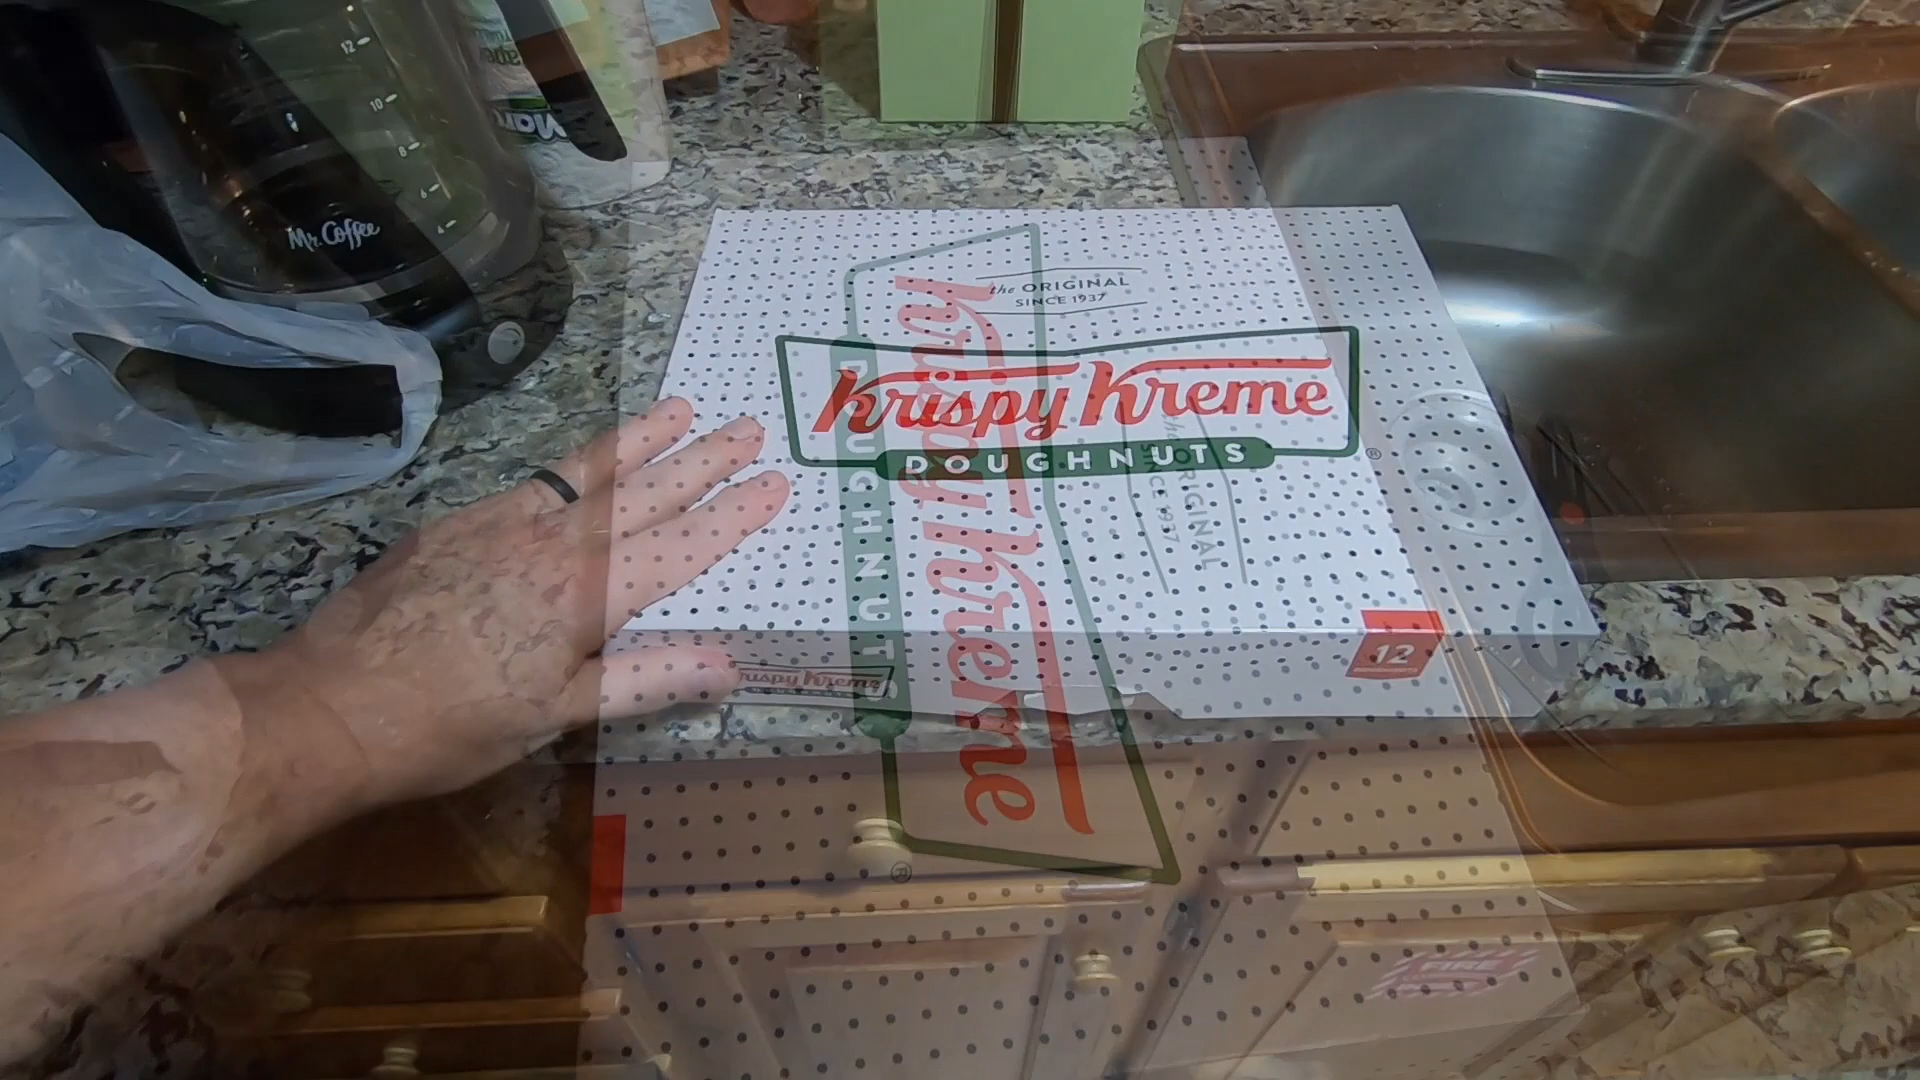 12
10
8
6
4
Mr. Coffee
the ORIGINAL
SINCE 1937
Krispy Kreme
DOUGHNUTS
®
12
Krispy Kreme
Krispy Kreme
DOUGHNUTS
®
the ORIGINAL
SINCE 1937
FIRE